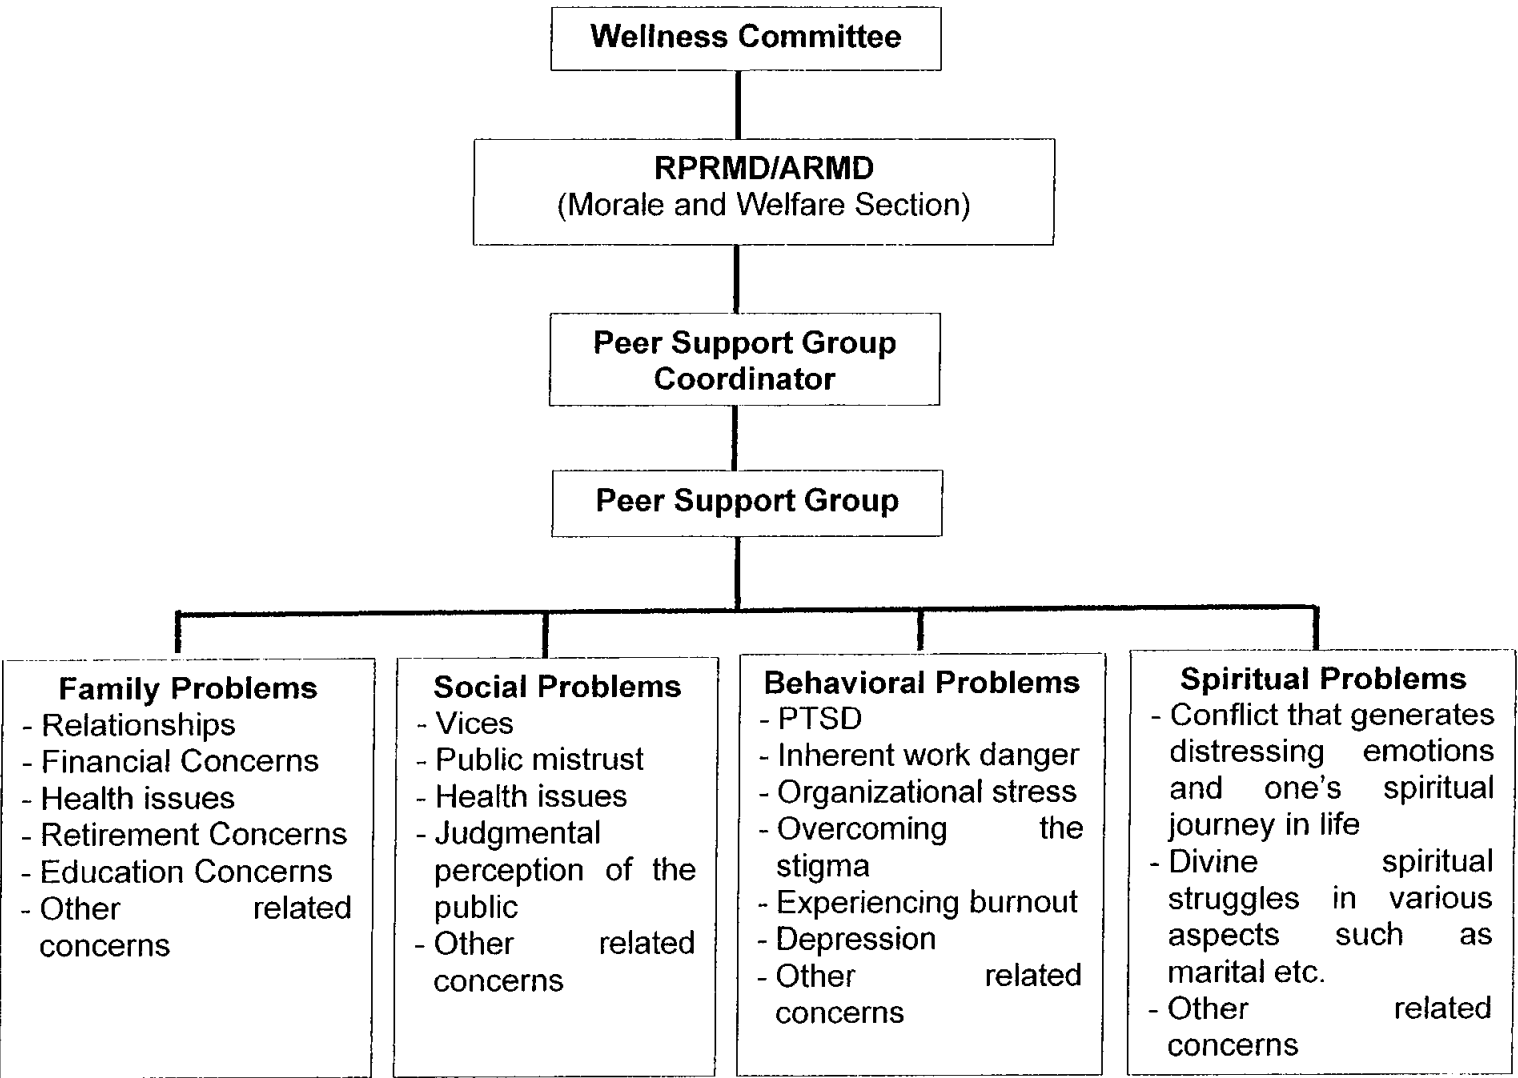 Wellness Committee
RPRMD/ARMD
(Morale and Welfare Section)
Peer Support Group
Coordinator
Peer Support Group
Family Problems
- Relationships
- Financial Concerns
- Health issues
- Retirement Concerns
- Education Concerns
- Other related
concerns
Social Problems
- Vices
- Public mistrust
- Health issues
- Judgmental
perception of the
public
- Other related
concerns
Behavioral Problems
- PTSD
- Inherent work danger
- Organizational stress
- Overcoming the
stigma
- Experiencing burnout
- Depression
- Other related
concerns
Spiritual Problems
- Conflict that generates
distressing emotions
and one's spiritual
journey in life
- Divine spiritual
struggles in various
aspects such as
marital etc.
- Other related
concerns